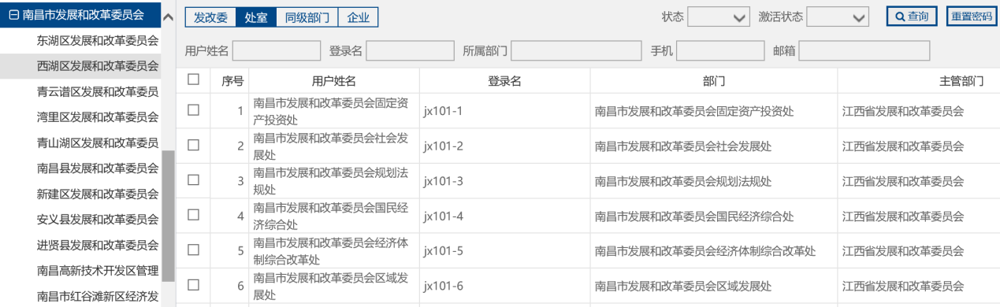 南昌市发展和改革委员会
东湖区发展和改革委员会
西湖区发展和改革委员会
青云谱区发展和改革委员
湾里区发展和改革委员会
青山湖区发展和改革委员
南昌县发展和改革委员会
新建区发展和改革委员会
安义县发展和改革委员会
进贤县发展和改革委员会
南昌高新技术开发区管理
南昌市红谷滩新区经济发
发改委 处室 同级部门 企业 状态 激活状态 查询 重置密码
用户姓名 登录名 所属部门 手机 邮箱
序号 用户姓名 登录名 部门 主管部门
1 南昌市发展和改革委员会固定资 jx101-1 南昌市发展和改革委员会固定资产投资处 江西省发展和改革委员会
产投资处
2 南昌市发展和改革委员会社会发 jx101-2 南昌市发展和改革委员会社会发展处 江西省发展和改革委员会
展处
3 南昌市发展和改革委员会规划法 jx101-3 南昌市发展和改革委员会规划法规处 江西省发展和改革委员会
规处
4 南昌市发展和改革委员会国民经 jx101-4 南昌市发展和改革委员会国民经济综合处 江西省发展和改革委员会
济综合处
5 南昌市发展和改革委员会经济体 jx101-5 南昌市发展和改革委员会经济体制综合改革处 江西省发展和改革委员会
制综合改革处
6 南昌市发展和改革委员会区域发 jx101-6 南昌市发展和改革委员会区域发展处 江西省发展和改革委员会
展处